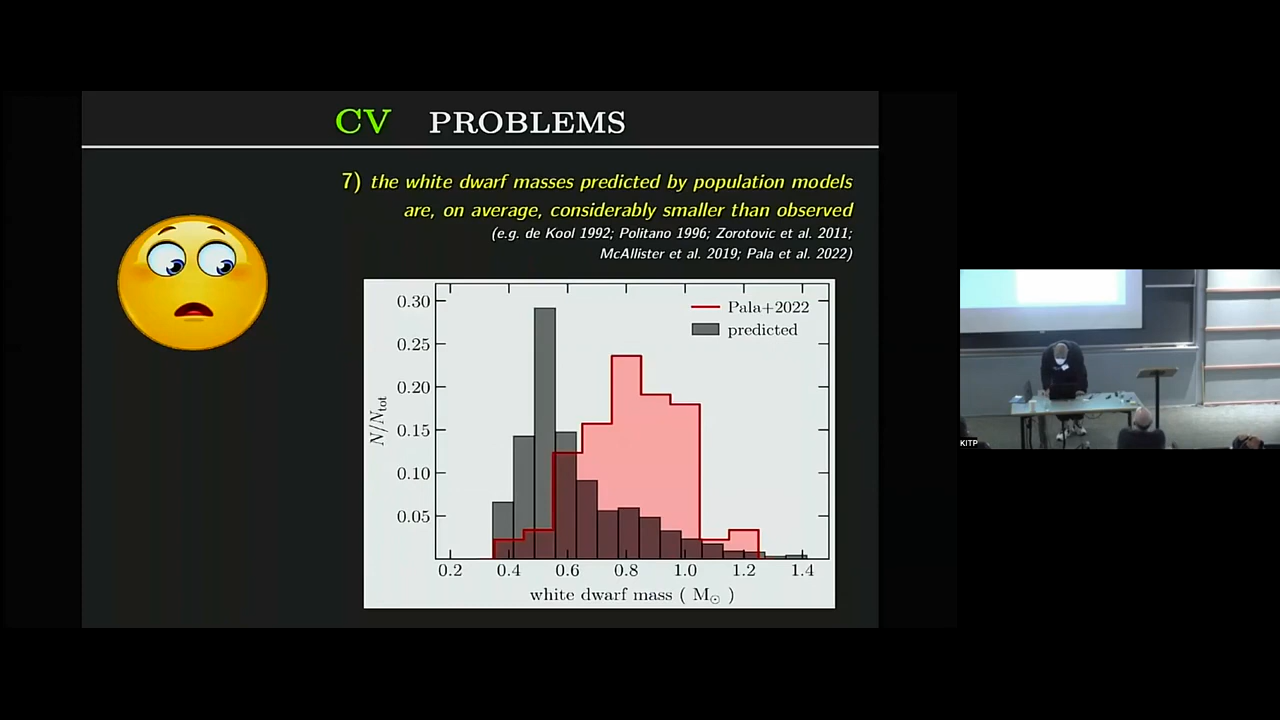 CV PROBLEMS
7) the white dwarf masses predicted by population models
are, on average, considerably smaller than observed
(e.g. de Kool 1992; Politano 1996; Zorotovic et al. 2011;
McAllister et al. 2019; Pala et al. 2022)
Pala+2022
predicted
0.30
0.25
0.20
0.15
0.10
0.05
N/Ntot
0.2 0.4 0.6 0.8 1.0 1.2 1.4
white dwarf mass ( M☉ )
KITP